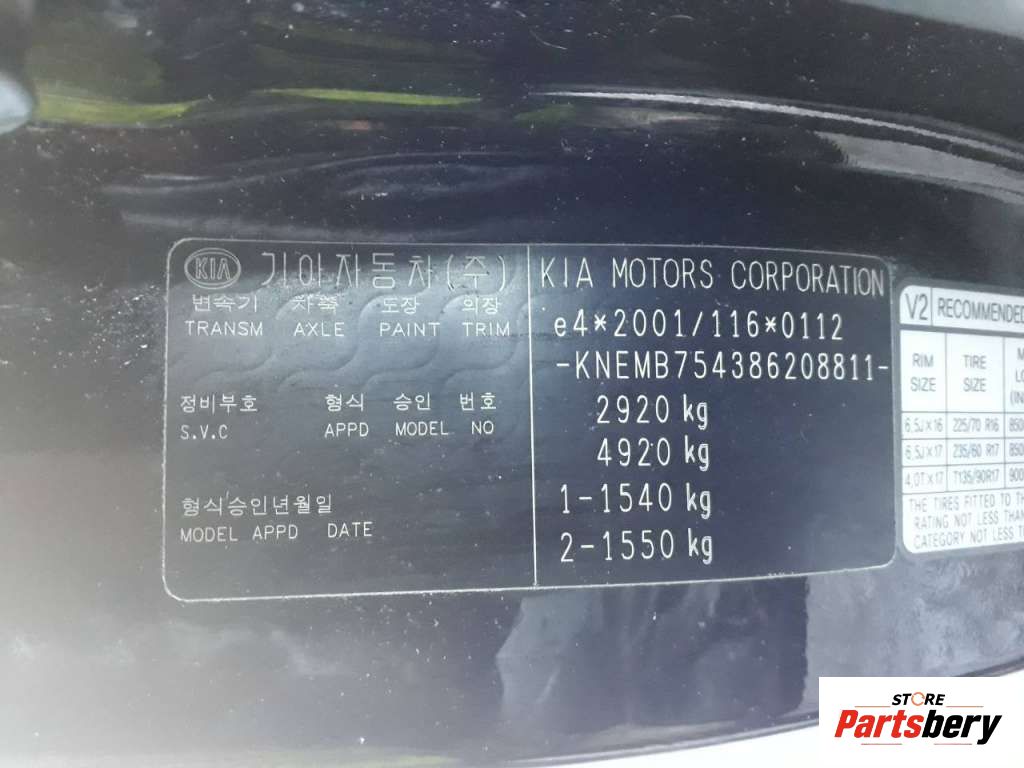 KIA 기아자동차(주)
변속기 차축 도장 의장
TRANSM AXLE PAINT TRIM
정비부호 형식 승인 번호
S.V.C APPD MODEL NO
형식승인년월일
MODEL APPD DATE
KIA MOTORS CORPORATION
e4*2001/116*0112
-KNEMB754386208811-
2920 kg
4920 kg
1-1540 kg
2-1550 kg
V2 RECOMMENDED
RIM TIRE
SIZE SIZE
6,5J×16 225/70 R16
6,5J×17 235/60 R17
4,0T×17 T135/90R17
THE TIRES FITTED TO
RATING NOT LESS THAN
CATEGORY NOT LESS
STORE
Partsbery